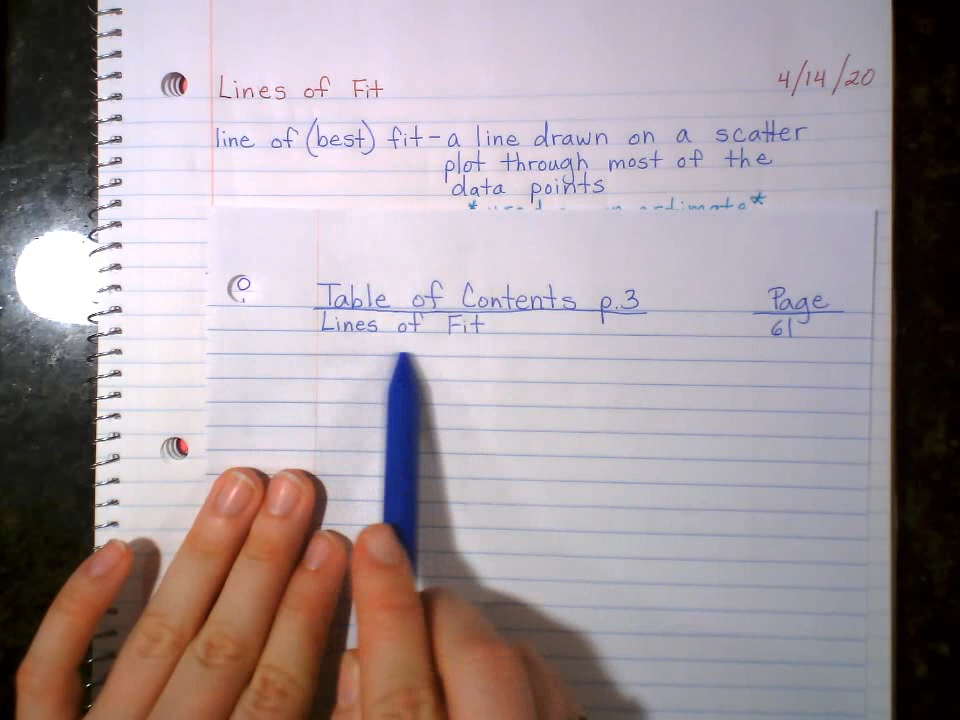 Lines of Fit 4/14/20
line of (best) fit - a line drawn on a scatter
plot through most of the
data points
Table of Contents p.3 Page
Lines of Fit 61